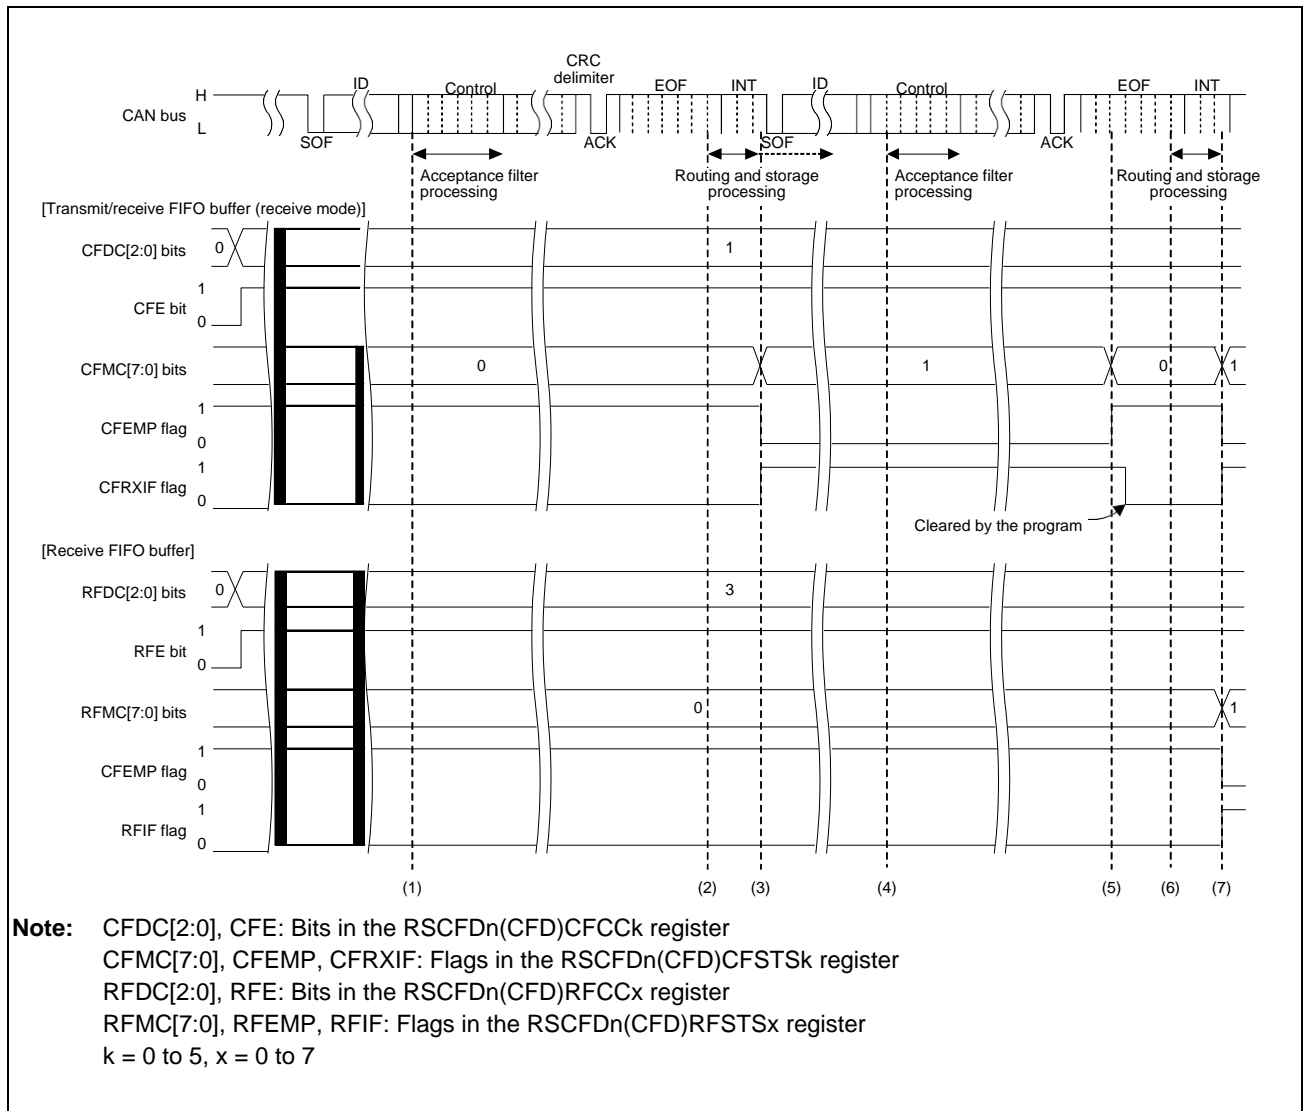 CRC
delimiter
ID Control EOF INT ID Control EOF INT
H
CAN bus
L
SOF ACK SOF ACK
Acceptance filter processing
Routing and storage processing
Acceptance filter processing
Routing and storage processing
[Transmit/receive FIFO buffer (receive mode)]
CFDC[2:0] bits 0 1
1
CFE bit
0
CFMC[7:0] bits 0 1 0 1
1
CFEMP flag
0
1
CFRXIF flag
0
Cleared by the program
[Receive FIFO buffer]
RFDC[2:0] bits 0 3
1
RFE bit
0
RFMC[7:0] bits 0 1
1
CFEMP flag
0
1
RFIF flag
0
(1) (2) (3) (4) (5) (6) (7)
Note: CFDC[2:0], CFE: Bits in the RSCFDn(CFD)CFCCk register
CFMC[7:0], CFEMP, CFRXIF: Flags in the RSCFDn(CFD)CFSTSk register
RFDC[2:0], RFE: Bits in the RSCFDn(CFD)RFCCx register
RFMC[7:0], RFEMP, RFIF: Flags in the RSCFDn(CFD)RFSTSx register
k = 0 to 5, x = 0 to 7